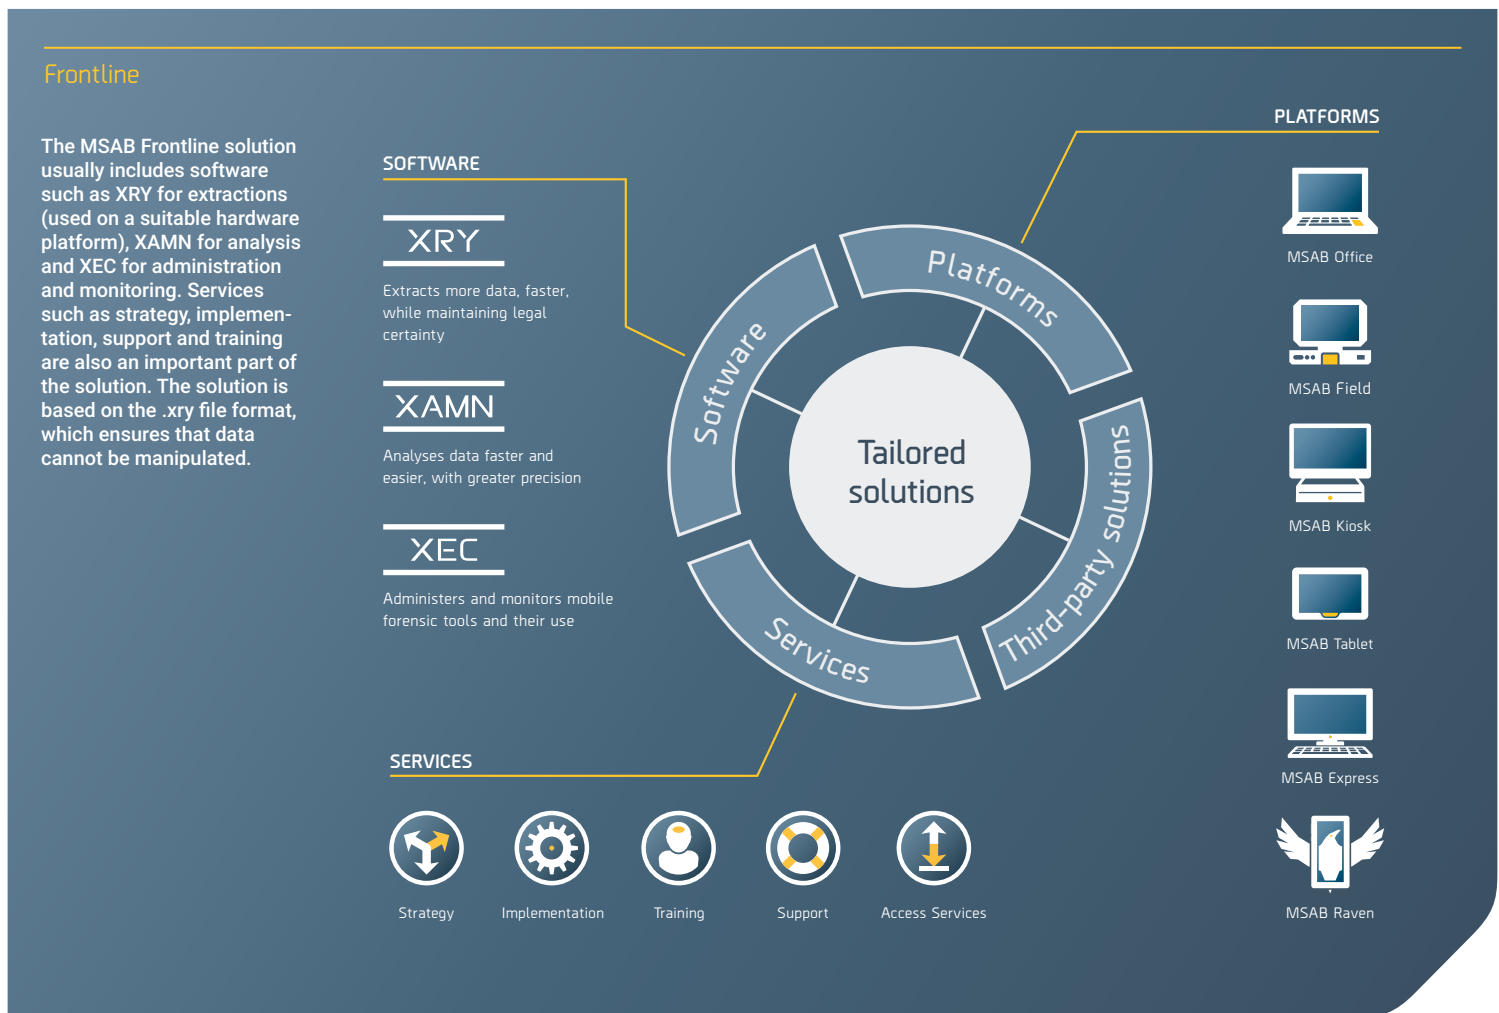 Frontline
The MSAB Frontline solution
usually includes software
such as XRY for extractions
(used on a suitable hardware
platform), XAMN for analysis
and XEC for administration
and monitoring. Services
such as strategy, implemen-
tation, support and training
are also an important part of
the solution. The solution is
based on the .xry file format,
which ensures that data
cannot be manipulated.
SOFTWARE
XRY
Extracts more data, faster,
while maintaining legal
certainty
XAMN
Analyses data faster and
easier, with greater precision
XEC
Administers and monitors mobile
forensic tools and their use
Software
Platforms
Third-party solutions
Services
Tailored
solutions
PLATFORMS
MSAB Office
MSAB Field
MSAB Kiosk
MSAB Tablet
MSAB Express
MSAB Raven
SERVICES
Strategy
Implementation
Training
Support
Access Services